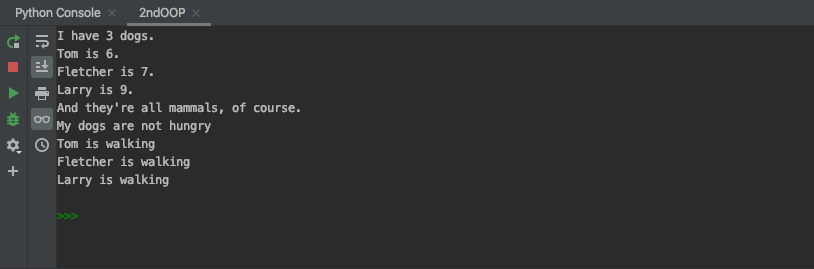 Python Console
2ndOOP
I have 3 dogs.
Tom is 6.
Fletcher is 7.
Larry is 9.
And they're all mammals, of course.
My dogs are not hungry
Tom is walking
Fletcher is walking
Larry is walking
>>>